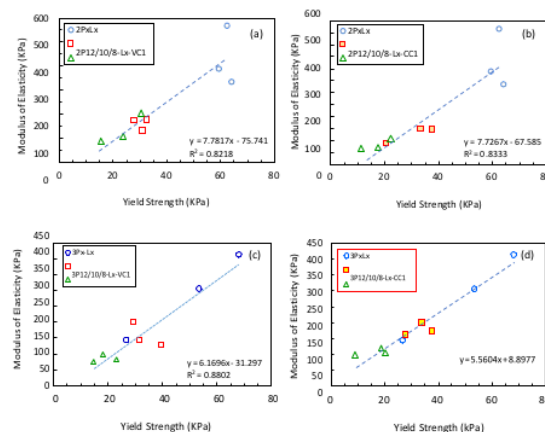 600
500
400
300
200
100
0
20
40
60
80
Modulus of Elasticity (KPa)
Yield Strength (KPa)
2PxLx
2P12/10/8-Lx-VC1
(a)
y = 7.7817x - 75.741
R² = 0.8218
600
500
400
300
200
100
0
20
40
60
80
Modulus of Elasticity (KPa)
Yield Strength (KPa)
2PxLx
2P12/10/8-Lx-CC1
(b)
y = 7.7267x - 67.585
R² = 0.8333
450
400
350
300
250
200
150
100
50
0
0
20
40
60
80
Modulus of Elasticity (KPa)
Yield Strength (KPa)
3Px-Lx
3P12/10/8-Lx-VC1
(c)
y = 6.1696x - 31.297
R² = 0.8802
450
400
350
300
250
200
150
100
50
0
0
20
40
60
80
Modulus of Elasticity (KPa)
Yield Strength (kPa)
3PxLx
3P12/10/8-Lx-CC1
(d)
y=5.5604x+8.8977